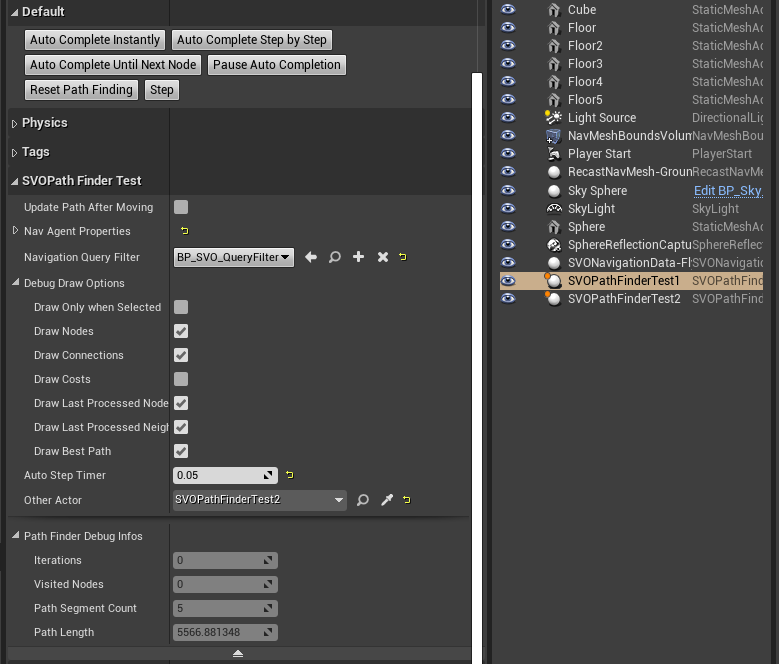 Default
Auto Complete Instantly Auto Complete Step by Step
Auto Complete Until Next Node Pause Auto Completion
Reset Path Finding Step
Physics
Tags
SVOPath Finder Test
Update Path After Moving
Nav Agent Properties
Navigation Query Filter BP_SVO_QueryFilter
Debug Draw Options
Draw Only when Selected
Draw Nodes
Draw Connections
Draw Costs
Draw Last Processed Node
Draw Last Processed Neigh
Draw Best Path
Auto Step Timer 0.05
Other Actor SVOPathFinderTest2
Path Finder Debug Infos
Iterations 0
Visited Nodes 0
Path Segment Count 5
Path Length 5566.881348
Cube StaticMeshAc
Floor StaticMeshAc
Floor2 StaticMeshAc
Floor3 StaticMeshAc
Floor4 StaticMeshAc
Floor5 StaticMeshAc
Light Source DirectionalLig
NavMeshBoundsVolum NavMeshBou
Player Start PlayerStart
RecastNavMesh-Groun RecastNavMe
Sky Sphere Edit BP_Sky_
SkyLight SkyLight
Sphere StaticMeshAc
SphereReflectionCaptu SphereReflec
SVONavigationData-Fl SVONavigatio
SVOPathFinderTest1 SVOPathFind
SVOPathFinderTest2 SVOPathFind